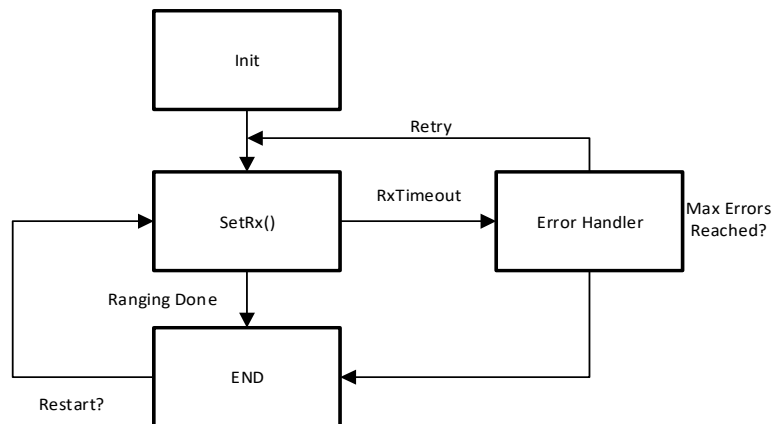 Init
Retry
RxTimeout
SetRx()
Error Handler
Max Errors
Reached?
Ranging Done
END
Restart?